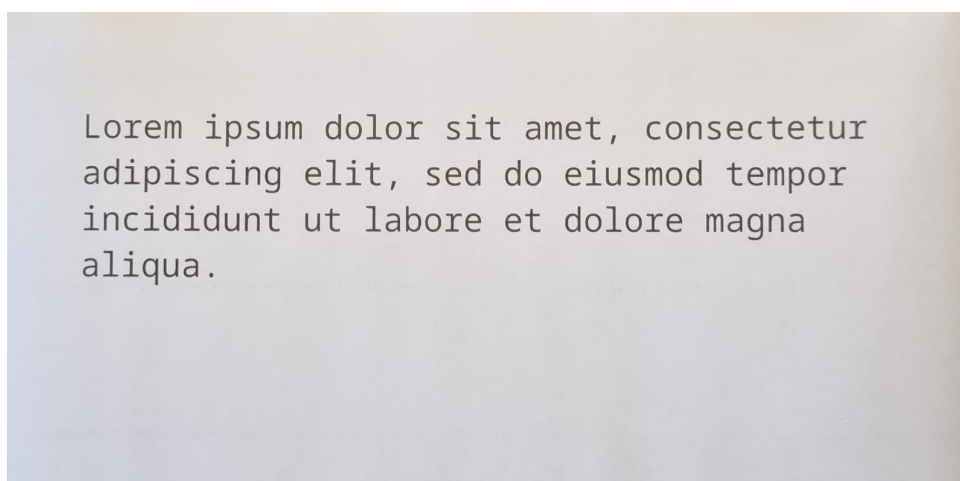 Lorem ipsum dolor sit amet, consectetur
adipiscing elit, sed do eiusmod tempor
incididunt ut labore et dolore magna
aliqua.